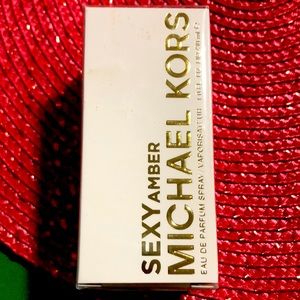 SEXY AMBER
MICHAEL KORS
EAU DE PARFUM SPRAY / VAPORISATEUR